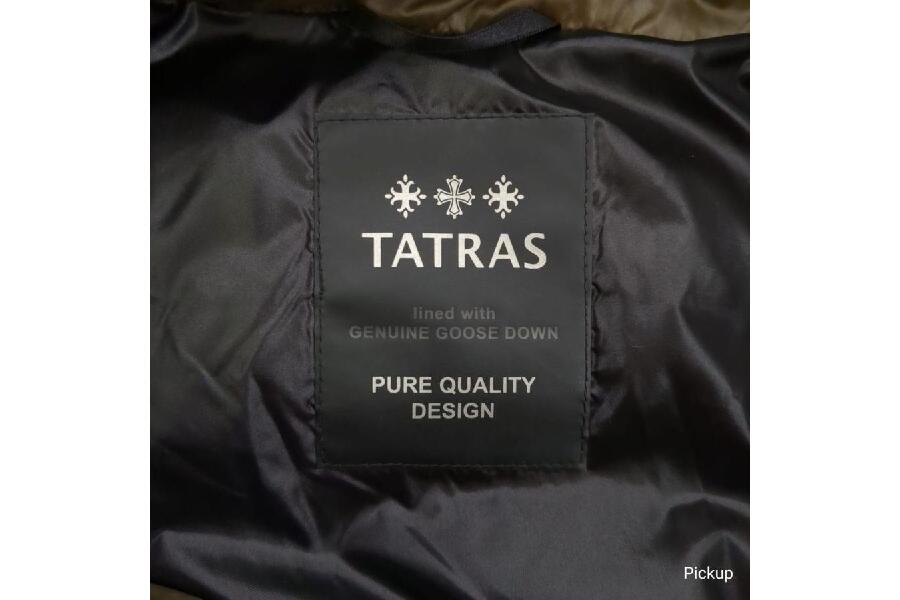 TATRAS
lined with
GENUINE GOOSE DOWN
PURE QUALITY
DESIGN
Pickup